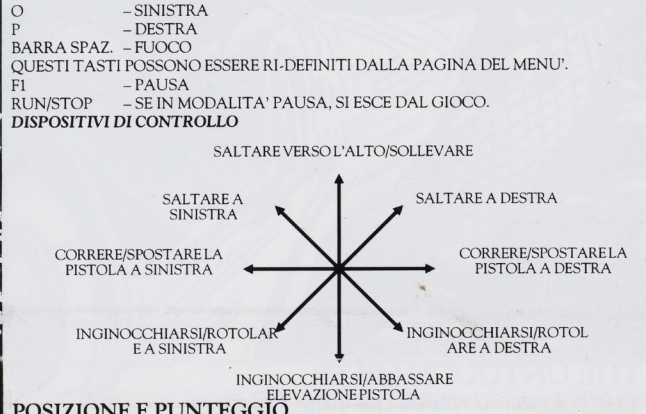 O – SINISTRA
P – DESTRA
BARRA SPAZ. – FUOCO
QUESTI TASTI POSSONO ESSERE RI-DEFINITI DALLA PAGINA DEL MENU'.
F1 – PAUSA
RUN/STOP – SE IN MODALITA' PAUSA, SI ESCE DAL GIOCO.
DISPOSITIVI DI CONTROLLO
SALTARE VERSO L'ALTO/SOLLEVARE
SALTARE A
SINISTRA
SALTARE A DESTRA
CORRERE/SPOSTARE LA
PISTOLA A SINISTRA
CORRERE/SPOSTARE LA
PISTOLA A DESTRA
INGINOCCHIARSI/ROTOLAR
E A SINISTRA
INGINOCCHIARSI/ROTOL
ARE A DESTRA
INGINOCCHIARSI/ABBASSARE
ELEVAZIONE PISTOLA
POSIZIONE E PUNTEGGIO